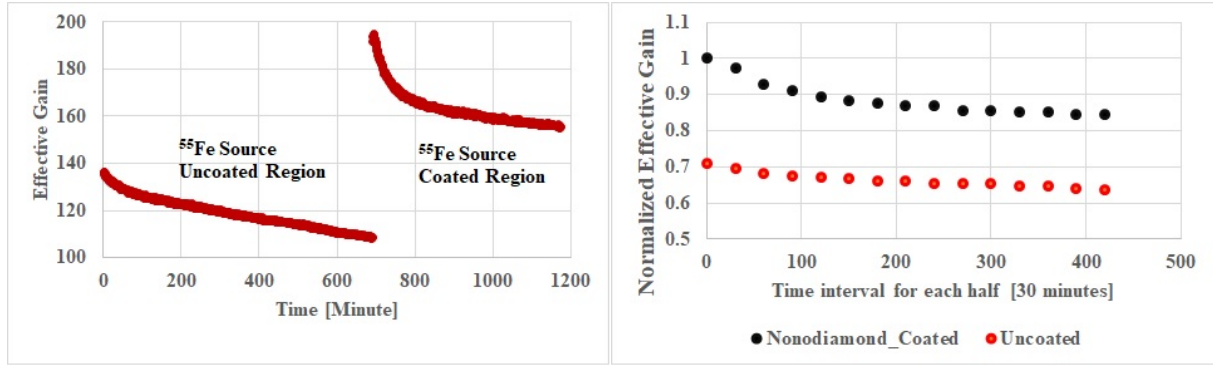 200
180
160
140
120
100
Effective Gain
55Fe Source
Uncoated Region
55Fe Source
Coated Region
0
200
400
600
800
1000
1200
Time [Minute]
1
0.9
0.8
0.7
0.6
0.5
Normalized Effective Gain
0
100
200
300
400
500
Time interval for each half [30 minutes]
Nonodiamond_Coated
Uncoated